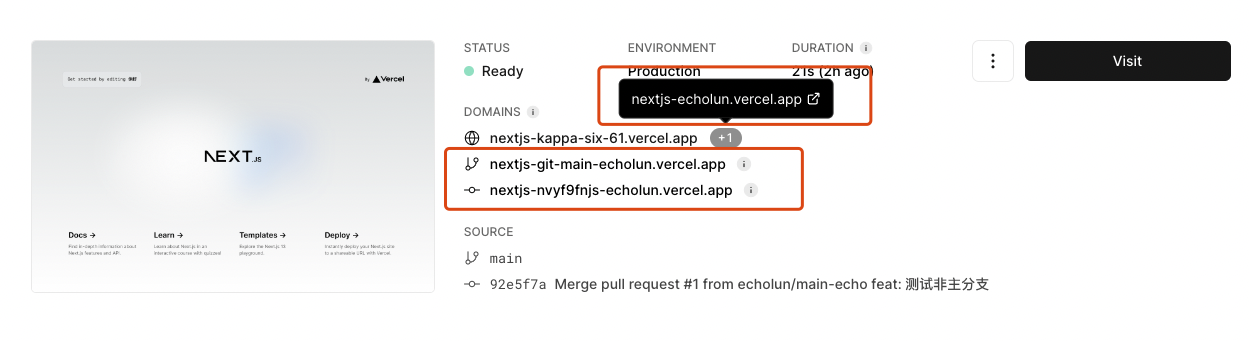 Get started by editing
By Vercel
NEXT.JS
Docs →
Find in-depth information about
Next.js features and API.
Learn →
Learn about Next.js in an
interactive course with quizzes!
Templates →
Explore the Next.js 13
playground.
Deploy →
Instantly deploy your Next.js site
to a shareable URL with Vercel.
STATUS
Ready
ENVIRONMENT
Production
DURATION i
21s (2h ago)
Visit
nextjs-echolun.vercel.app
DOMAINS i
nextjs-kappa-six-61.vercel.app +1
nextjs-git-main-echolun.vercel.app i
nextjs-nvyf9fnjs-echolun.vercel.app i
SOURCE
main
92e5f7a Merge pull request #1 from echolun/main-echo feat: 测试非主分支